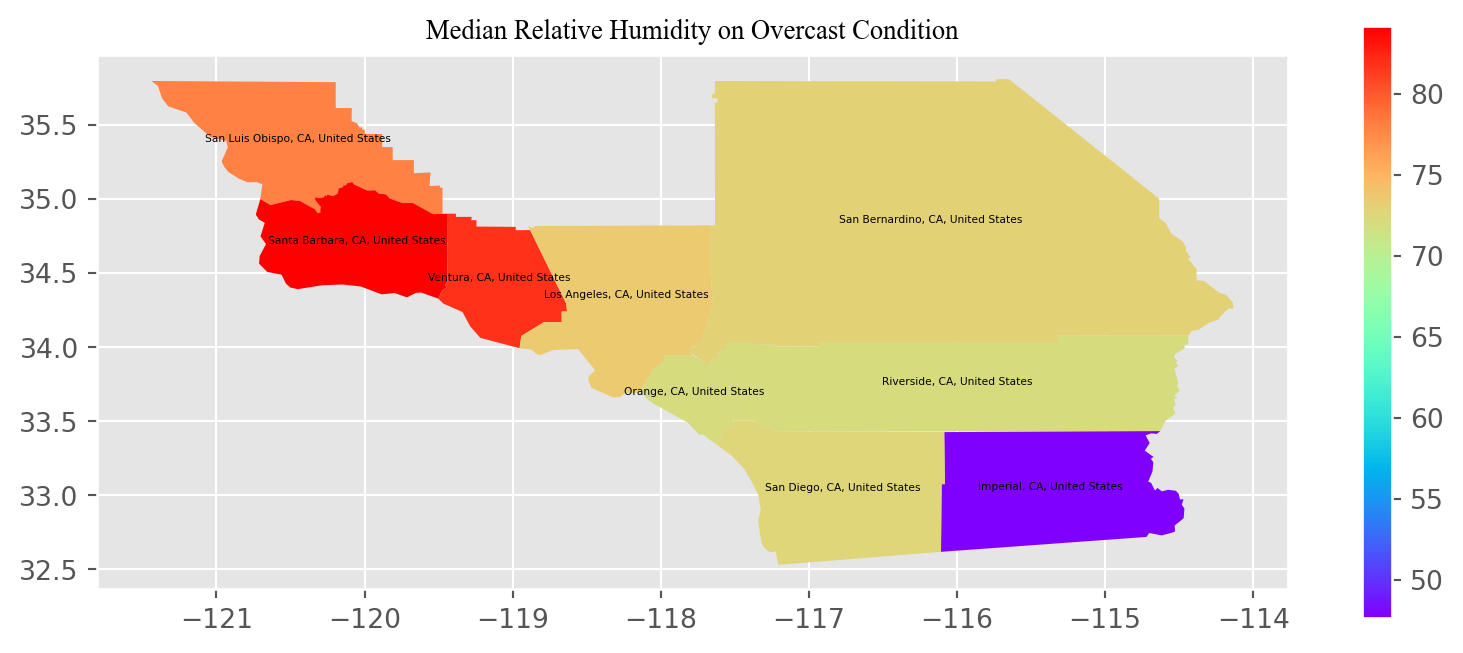 Median Relative Humidity on Overcast Condition
35.5
35.0
34.5
34.0
33.5
33.0
32.5
−121
−120
−119
−118
−117
−116
−115
−114
San Luis Obispo, CA, United States
Santa Barbara, CA, United States
Ventura, CA, United States
Los Angeles, CA, United States
San Bernardino, CA, United States
Orange, CA, United States
Riverside, CA, United States
San Diego, CA, United States
Imperial, CA, United States
80
75
70
65
60
55
50